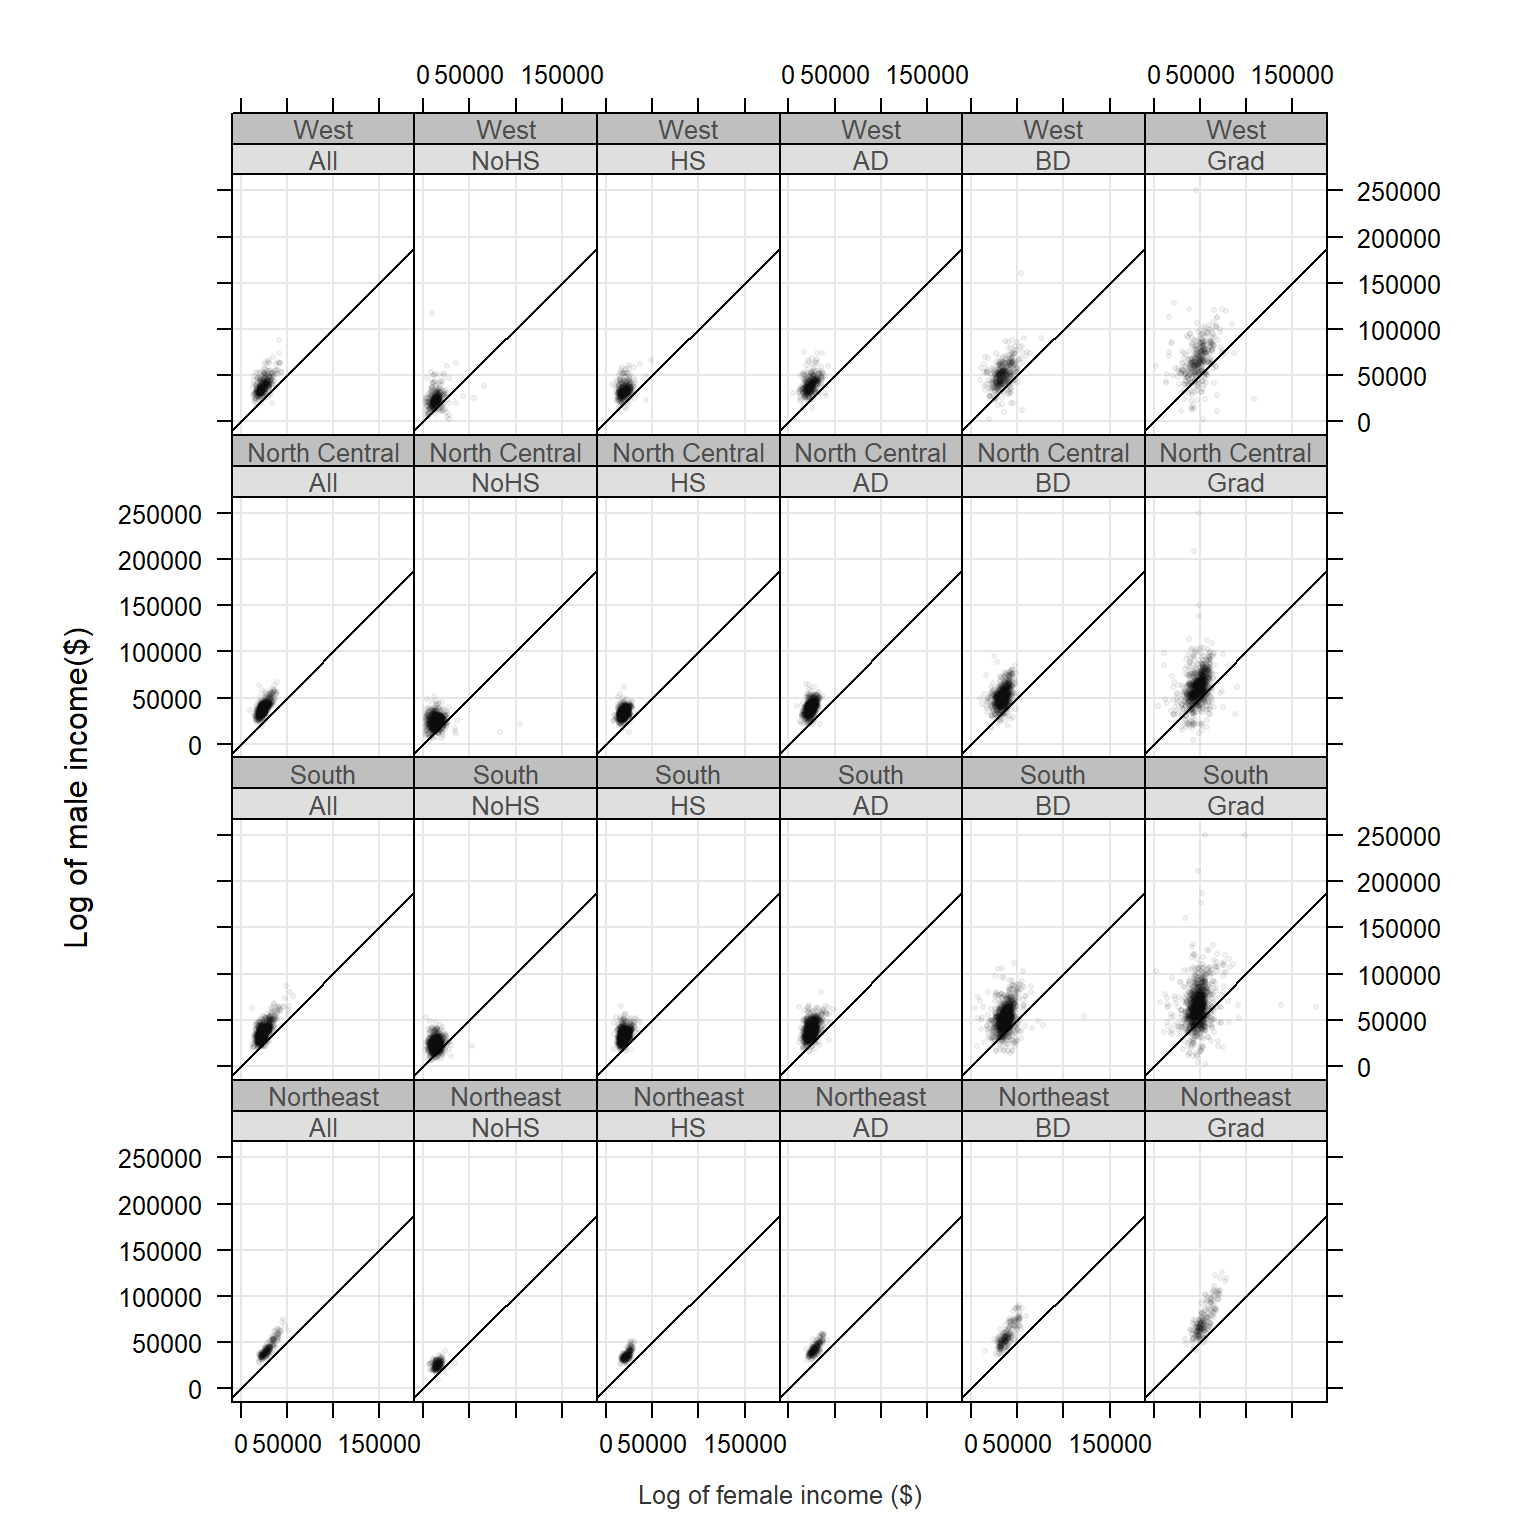 0 50000 150000 0 50000 150000 0 50000 150000
West West West West West West
All NoHS HS AD BD Grad
250000
200000
150000
100000
50000
0
North Central North Central North Central North Central North Central North Central
All NoHS HS AD BD Grad
250000
200000
150000
100000
50000
0
Log of male income($)
South South South South South South
All NoHS HS AD BD Grad
250000
200000
150000
100000
50000
0
Northeast Northeast Northeast Northeast Northeast Northeast
All NoHS HS AD BD Grad
250000
200000
150000
100000
50000
0
0 50000 150000 0 50000 150000 0 50000 150000
Log of female income ($)